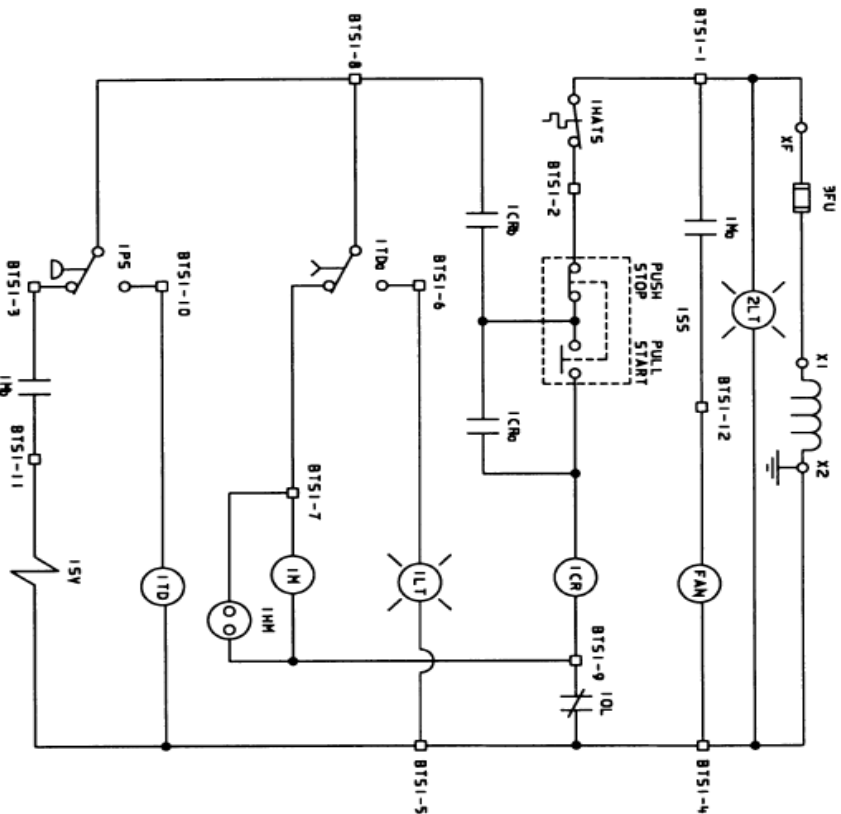 3FU
XF
X1
X2
2LT
BTS1-1
1Ma
1SS
BTS1-12
FAN
BTS1-4
1HATS
BTS1-2
PUSH STOP
PULL START
1CR
BTS1-9
1OL
1CRb
1CRa
BTS1-8
BTS1-6
1TDa
1LT
BTS1-5
BTS1-7
1M
1HM
BTS1-10
1PS
1TD
BTS1-3
1Mb
BTS1-11
1SY